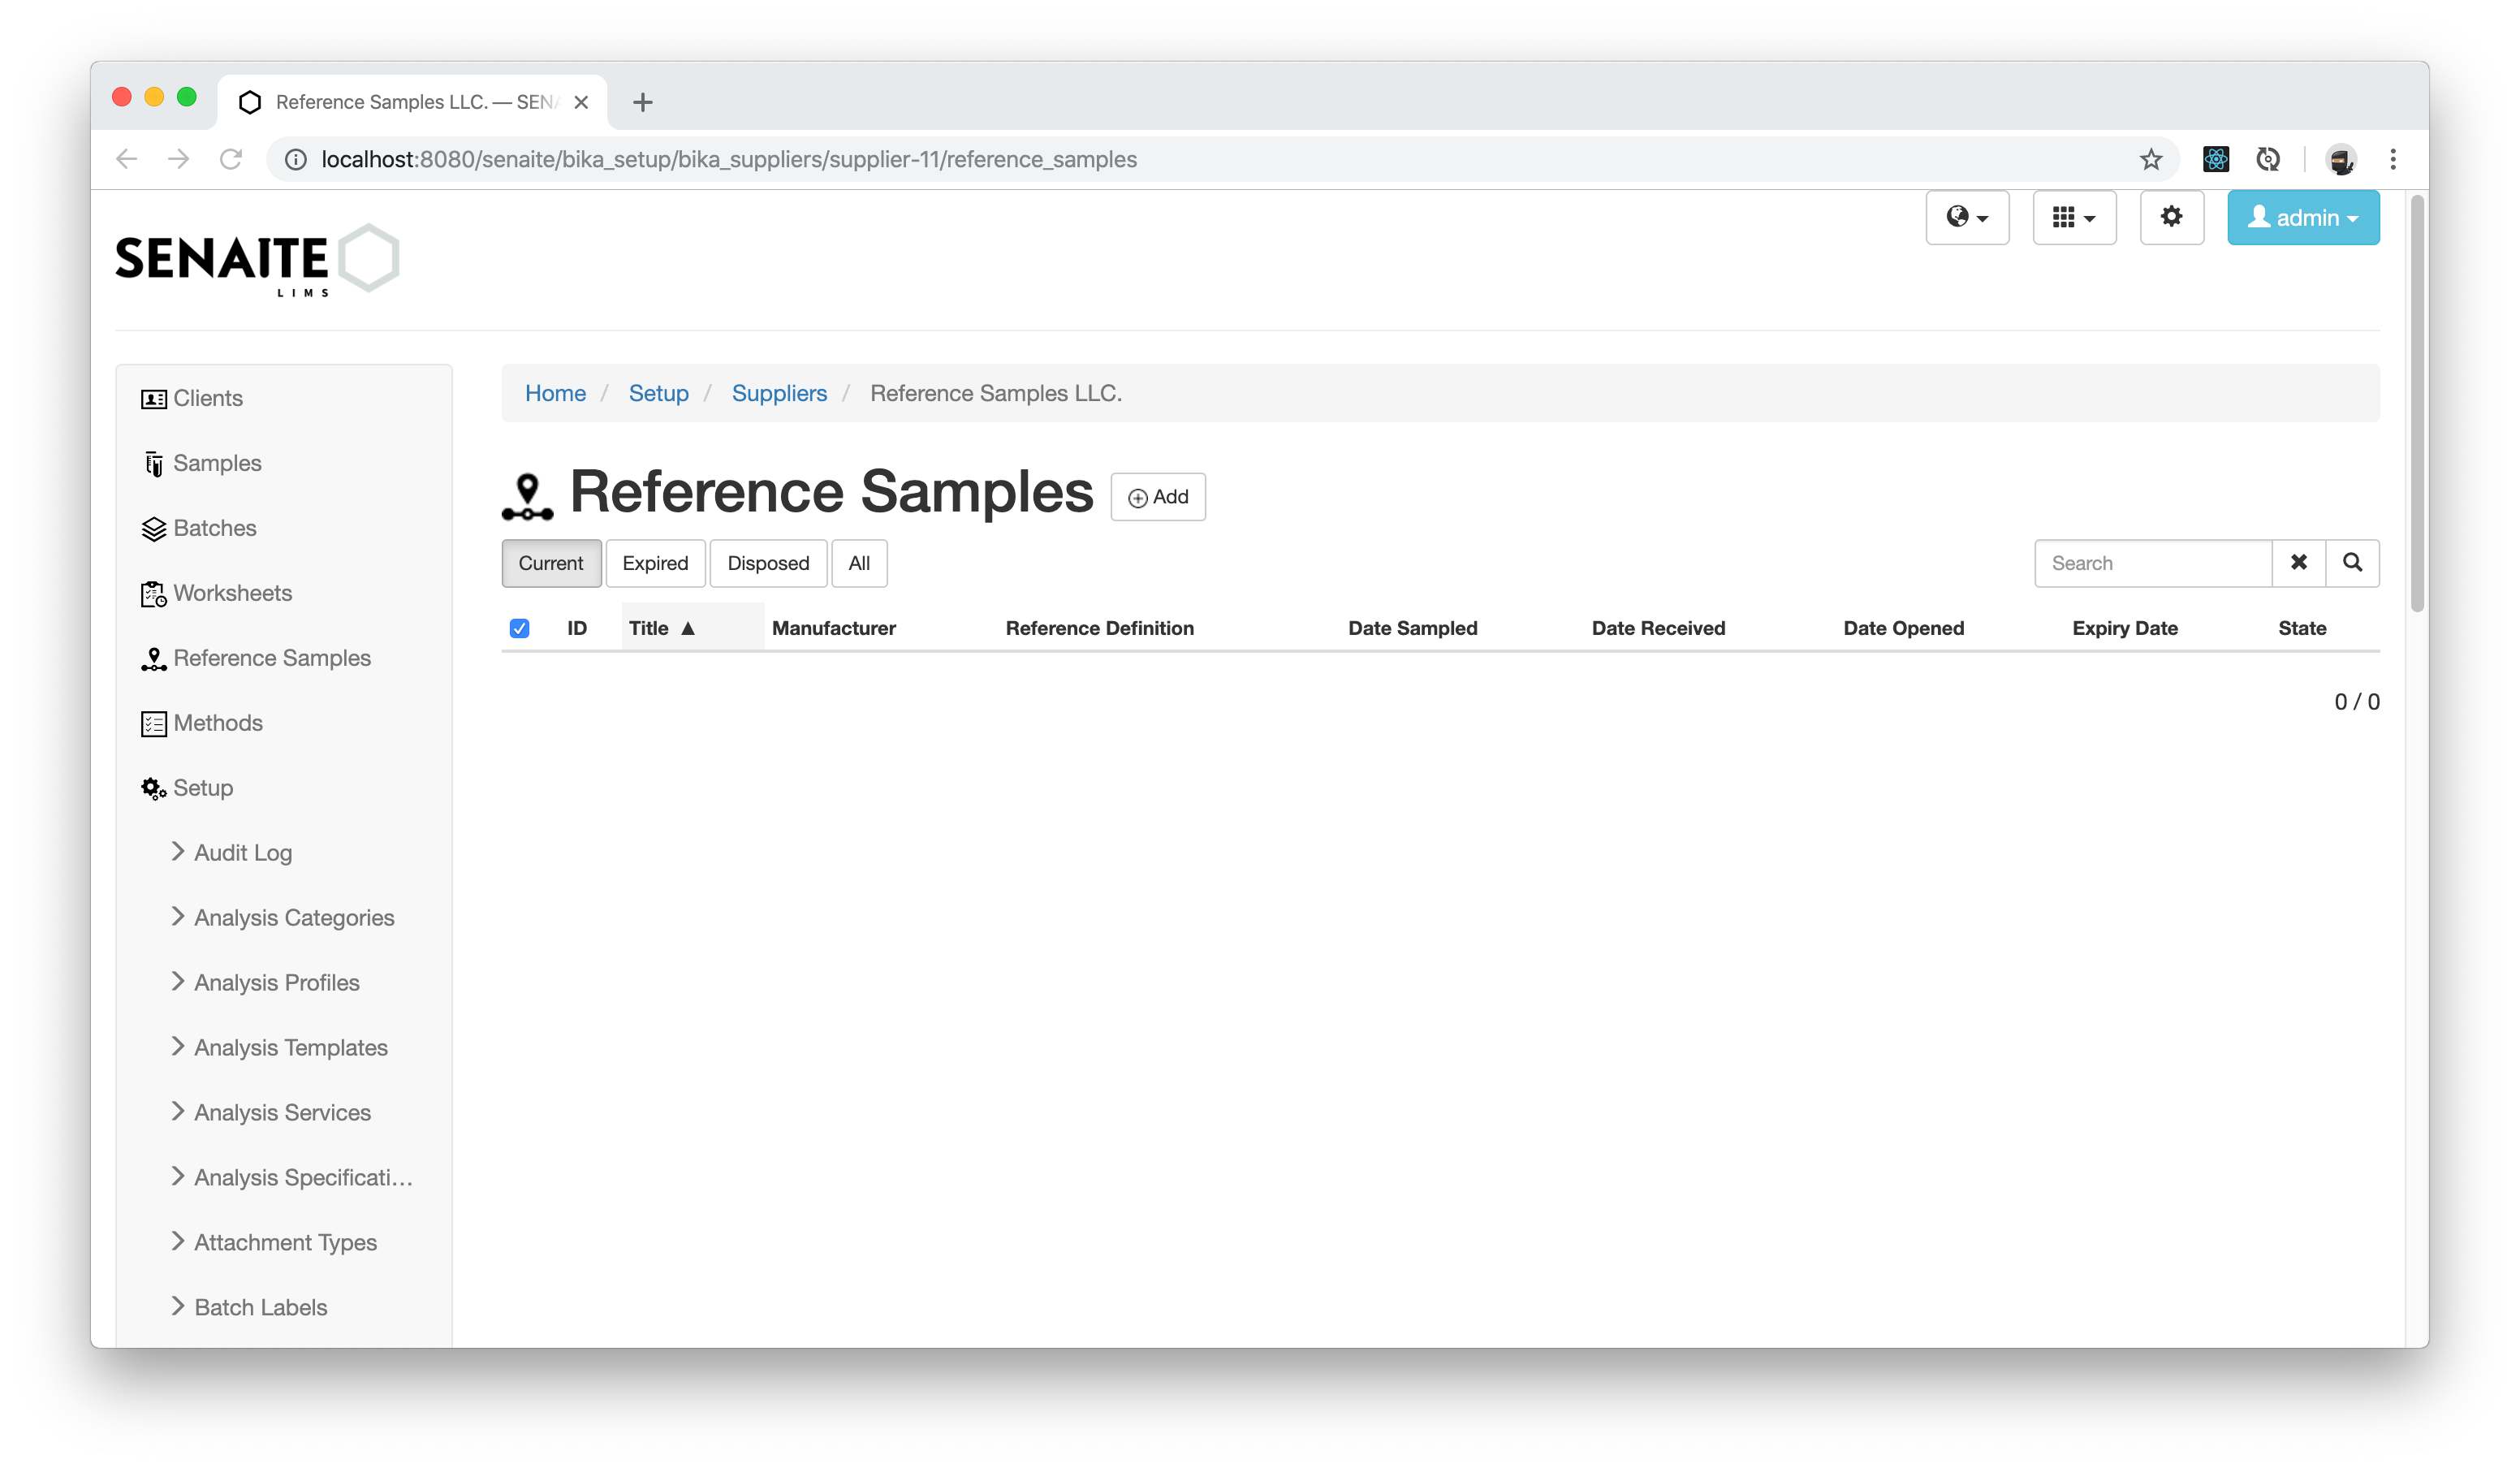 Reference Samples LLC. — SEN
localhost:8080/senaite/bika_setup/bika_suppliers/supplier-11/reference_samples
SENAITE
LIMS
admin
Clients
Samples
Batches
Worksheets
Reference Samples
Methods
Setup
Audit Log
Analysis Categories
Analysis Profiles
Analysis Templates
Analysis Services
Analysis Specificati...
Attachment Types
Batch Labels
Home / Setup / Suppliers / Reference Samples LLC.
Reference Samples Add
Current Expired Disposed All Search
ID Title ▲ Manufacturer Reference Definition Date Sampled Date Received Date Opened Expiry Date State
0 / 0